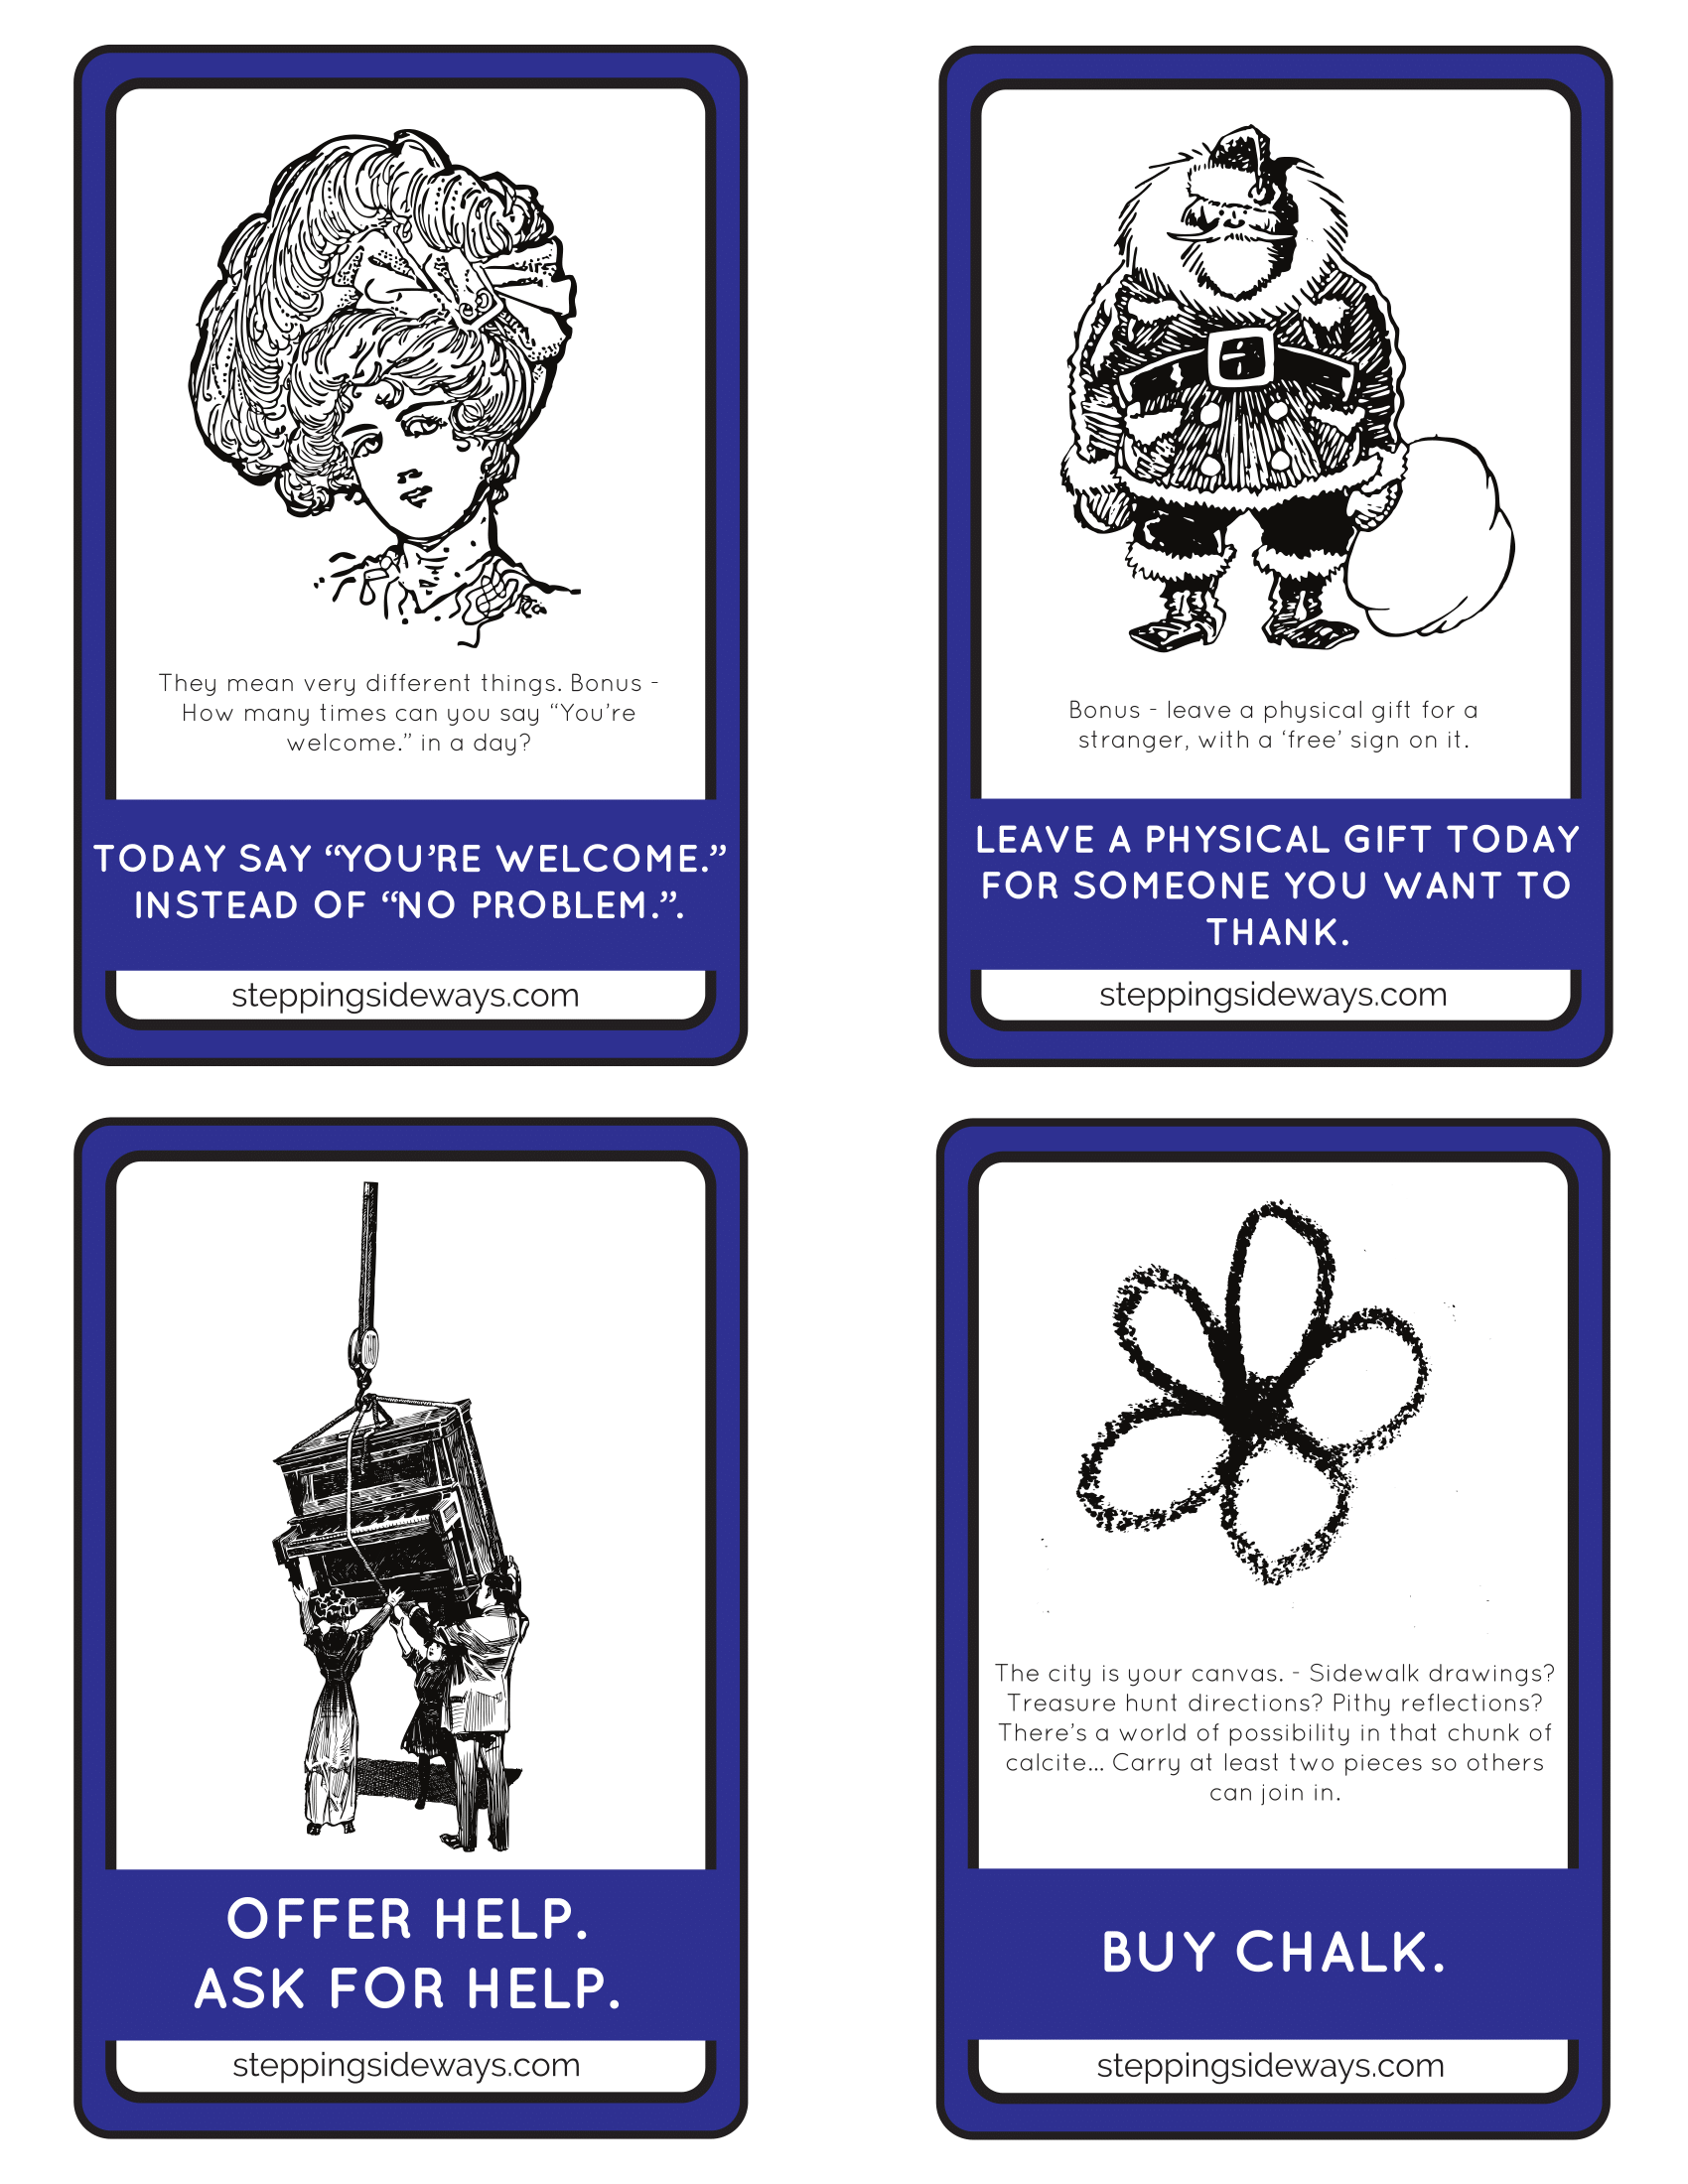 They mean very different things. Bonus -
How many times can you say “You’re
welcome.” in a day?
TODAY SAY “YOU’RE WELCOME.”
INSTEAD OF “NO PROBLEM.”.
steppingsideways.com
Bonus - leave a physical gift for a
stranger, with a ‘free’ sign on it.
LEAVE A PHYSICAL GIFT TODAY
FOR SOMEONE YOU WANT TO
THANK.
steppingsideways.com
OFFER HELP.
ASK FOR HELP.
steppingsideways.com
The city is your canvas. - Sidewalk drawings?
Treasure hunt directions? Pithy reflections?
There’s a world of possibility in that chunk of
calcite... Carry at least two pieces so others
can join in.
BUY CHALK.
steppingsideways.com